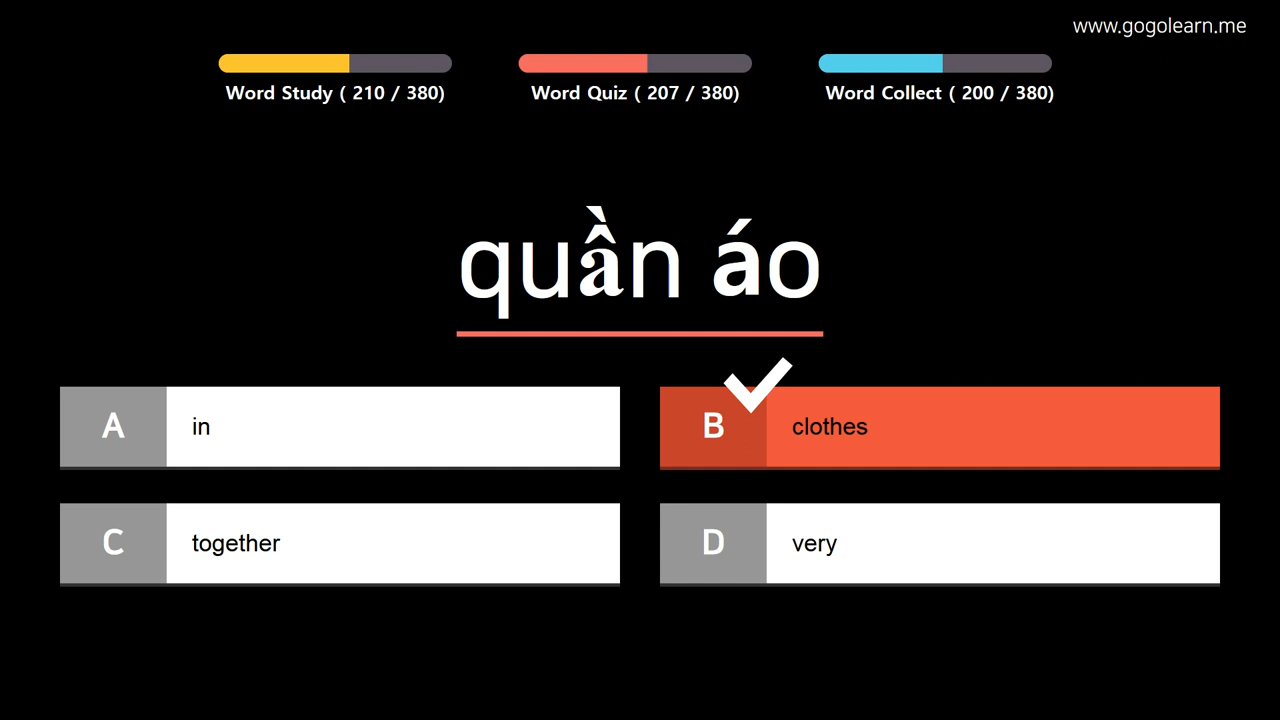 www.gogolearn.me
Word Study ( 210 / 380)
Word Quiz ( 207 / 380)
Word Collect ( 200 / 380)
quần áo
A in
B clothes
C together
D very